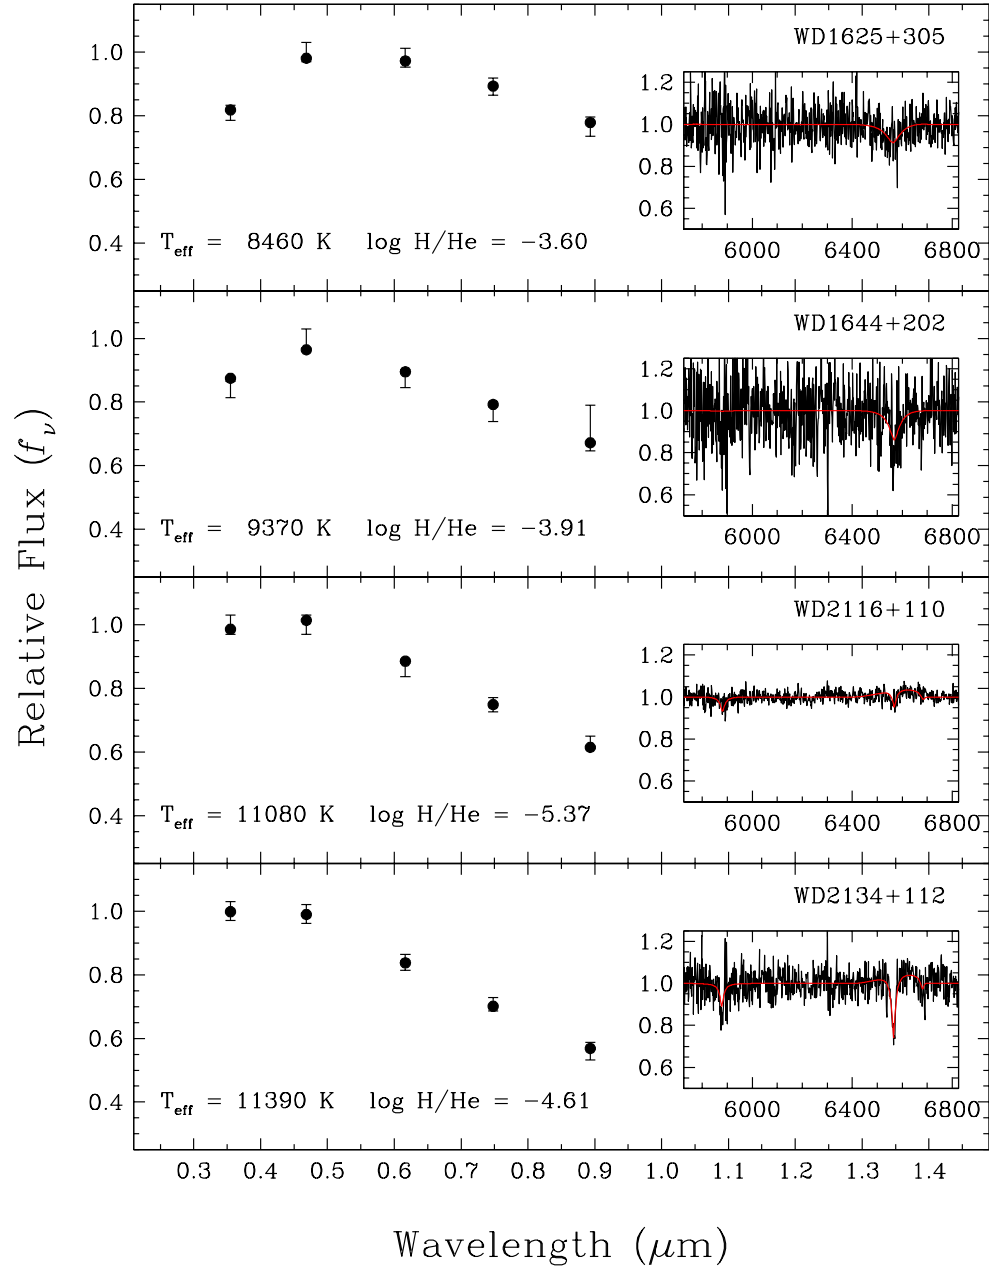 WD1625+305
1.0
0.8
0.6
0.4
1.2
1.0
0.8
0.6
6000 6400 6800
T_eff = 8460 K log H/He = −3.60
WD1644+202
1.0
0.8
0.6
0.4
1.2
1.0
0.8
0.6
6000 6400 6800
T_eff = 9370 K log H/He = −3.91
WD2116+110
1.0
0.8
0.6
0.4
1.2
1.0
0.8
0.6
6000 6400 6800
T_eff = 11080 K log H/He = −5.37
WD2134+112
1.0
0.8
0.6
0.4
1.2
1.0
0.8
0.6
6000 6400 6800
T_eff = 11390 K log H/He = −4.61
0.3 0.4 0.5 0.6 0.7 0.8 0.9 1.0 1.1 1.2 1.3 1.4
Wavelength (μm)
Relative Flux (f_ν)